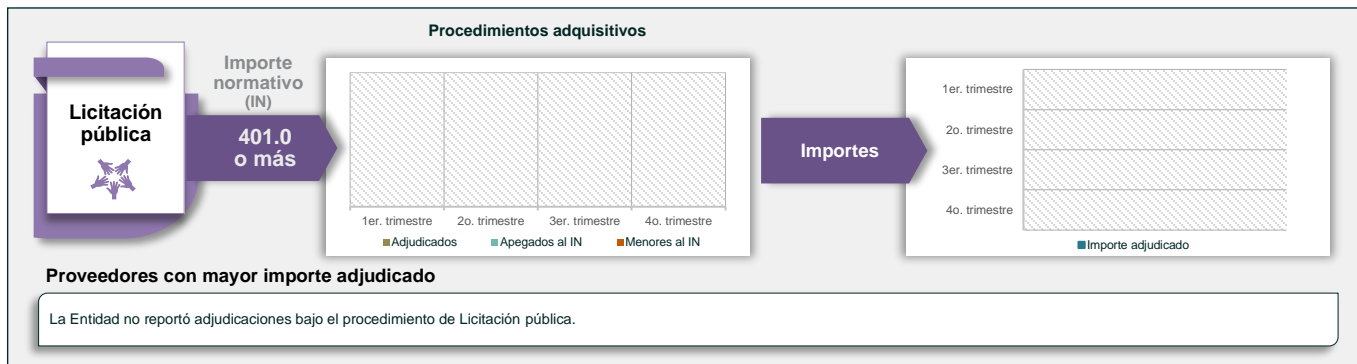 Procedimientos adquisitivos
Licitación
pública
Importe
normativo
(IN)
401.0
o más
1er. trimestre 2o. trimestre 3er. trimestre 4o. trimestre
Adjudicados Apegados al IN Menores al IN
Importes
1er. trimestre
2o. trimestre
3er. trimestre
4o. trimestre
Importe adjudicado
Proveedores con mayor importe adjudicado
La Entidad no reportó adjudicaciones bajo el procedimiento de Licitación pública.